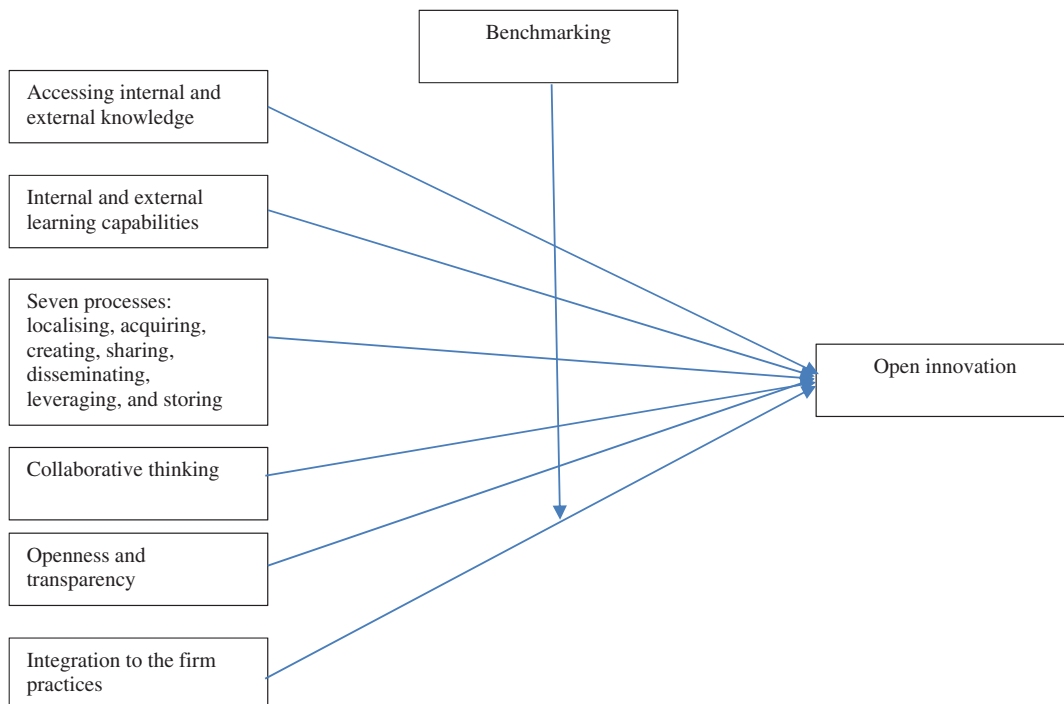 Benchmarking
Accessing internal and
external knowledge
Internal and external
learning capabilities
Seven processes:
localising, acquiring,
creating, sharing,
disseminating,
leveraging, and storing
Open innovation
Collaborative thinking
Openness and
transparency
Integration to the firm
practices